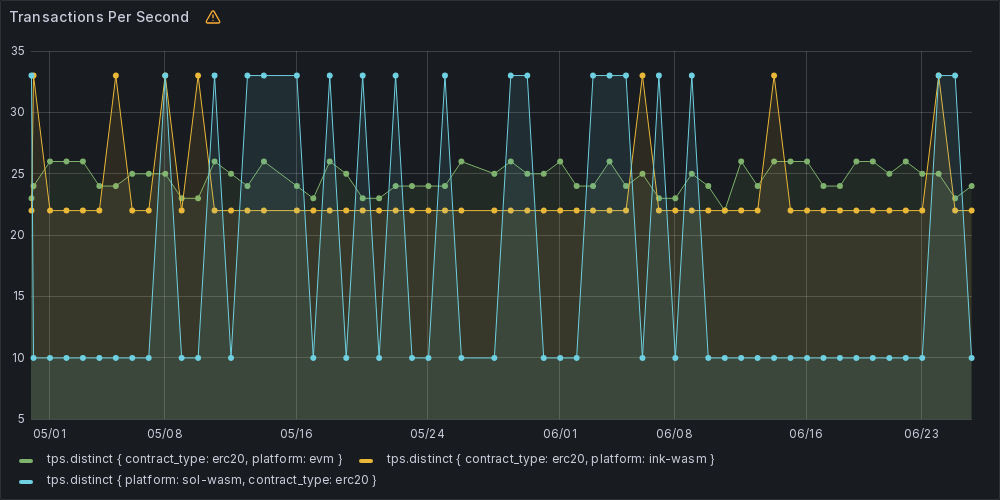 Transactions Per Second
35
30
25
20
15
10
5
05/01 05/08 05/16 05/24 06/01 06/08 06/16 06/23
tps.distinct { contract_type: erc20, platform: evm } tps.distinct { contract_type: erc20, platform: ink-wasm }
tps.distinct { platform: sol-wasm, contract_type: erc20 }